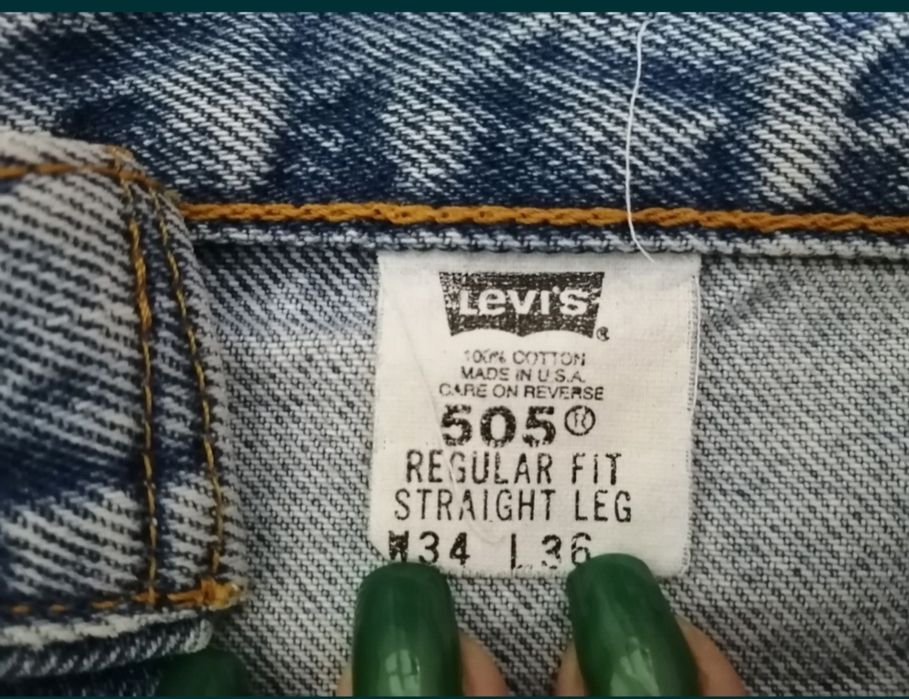 LEVI'S®
100% COTTON
MADE IN U.S.A.
CARE ON REVERSE
505®
REGULAR FIT
STRAIGHT LEG
W34 L36